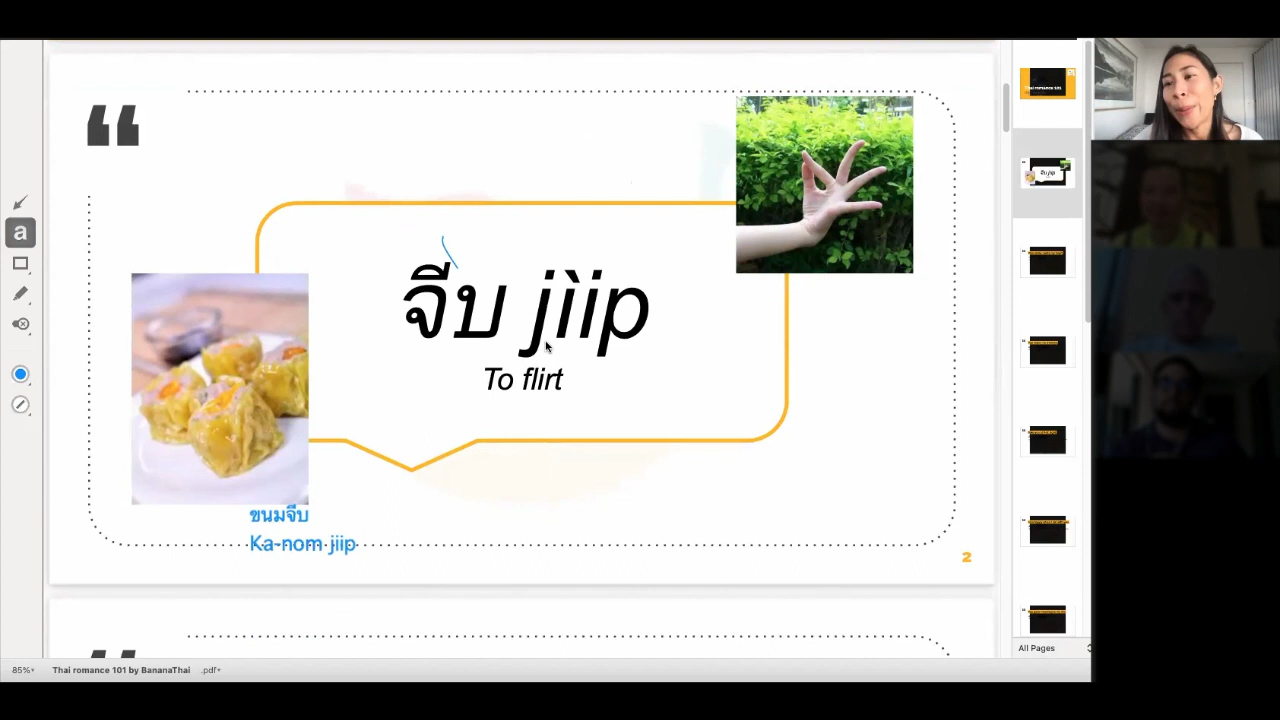 “
จีบ jìip
To flirt
ขนมจีบ
Ka-nom jiip
2
a
85%
Thai romance 101 by BananaThai
.pdf
All Pages